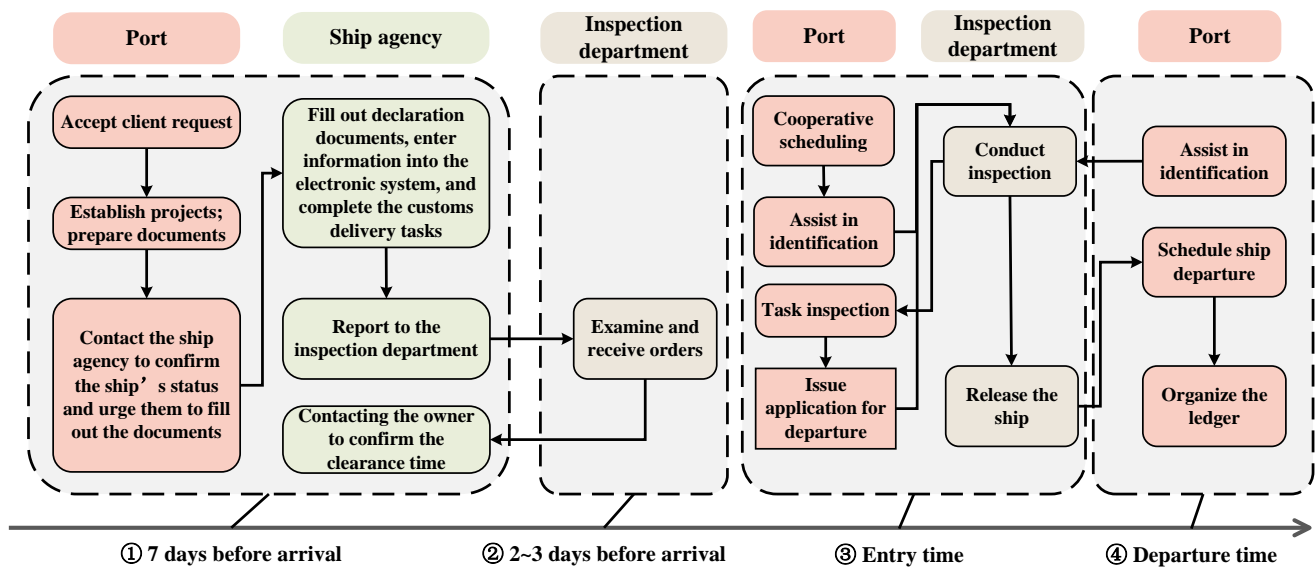 Port
Ship agency
Inspection
department
Port
Inspection
department
Port
Accept client request
Establish projects;
prepare documents
Contact the ship
agency to confirm
the ship’s status
and urge them to fill
out the documents
Fill out declaration
documents, enter
information into the
electronic system, and
complete the customs
delivery tasks
Report to the
inspection department
Contacting the owner
to confirm the
clearance time
Examine and
receive orders
Cooperative
scheduling
Assist in
identification
Task inspection
Issue
application for
departure
Conduct
inspection
Release the
ship
Assist in
identification
Schedule ship
departure
Organize the
ledger
① 7 days before arrival
② 2~3 days before arrival
③ Entry time
④ Departure time